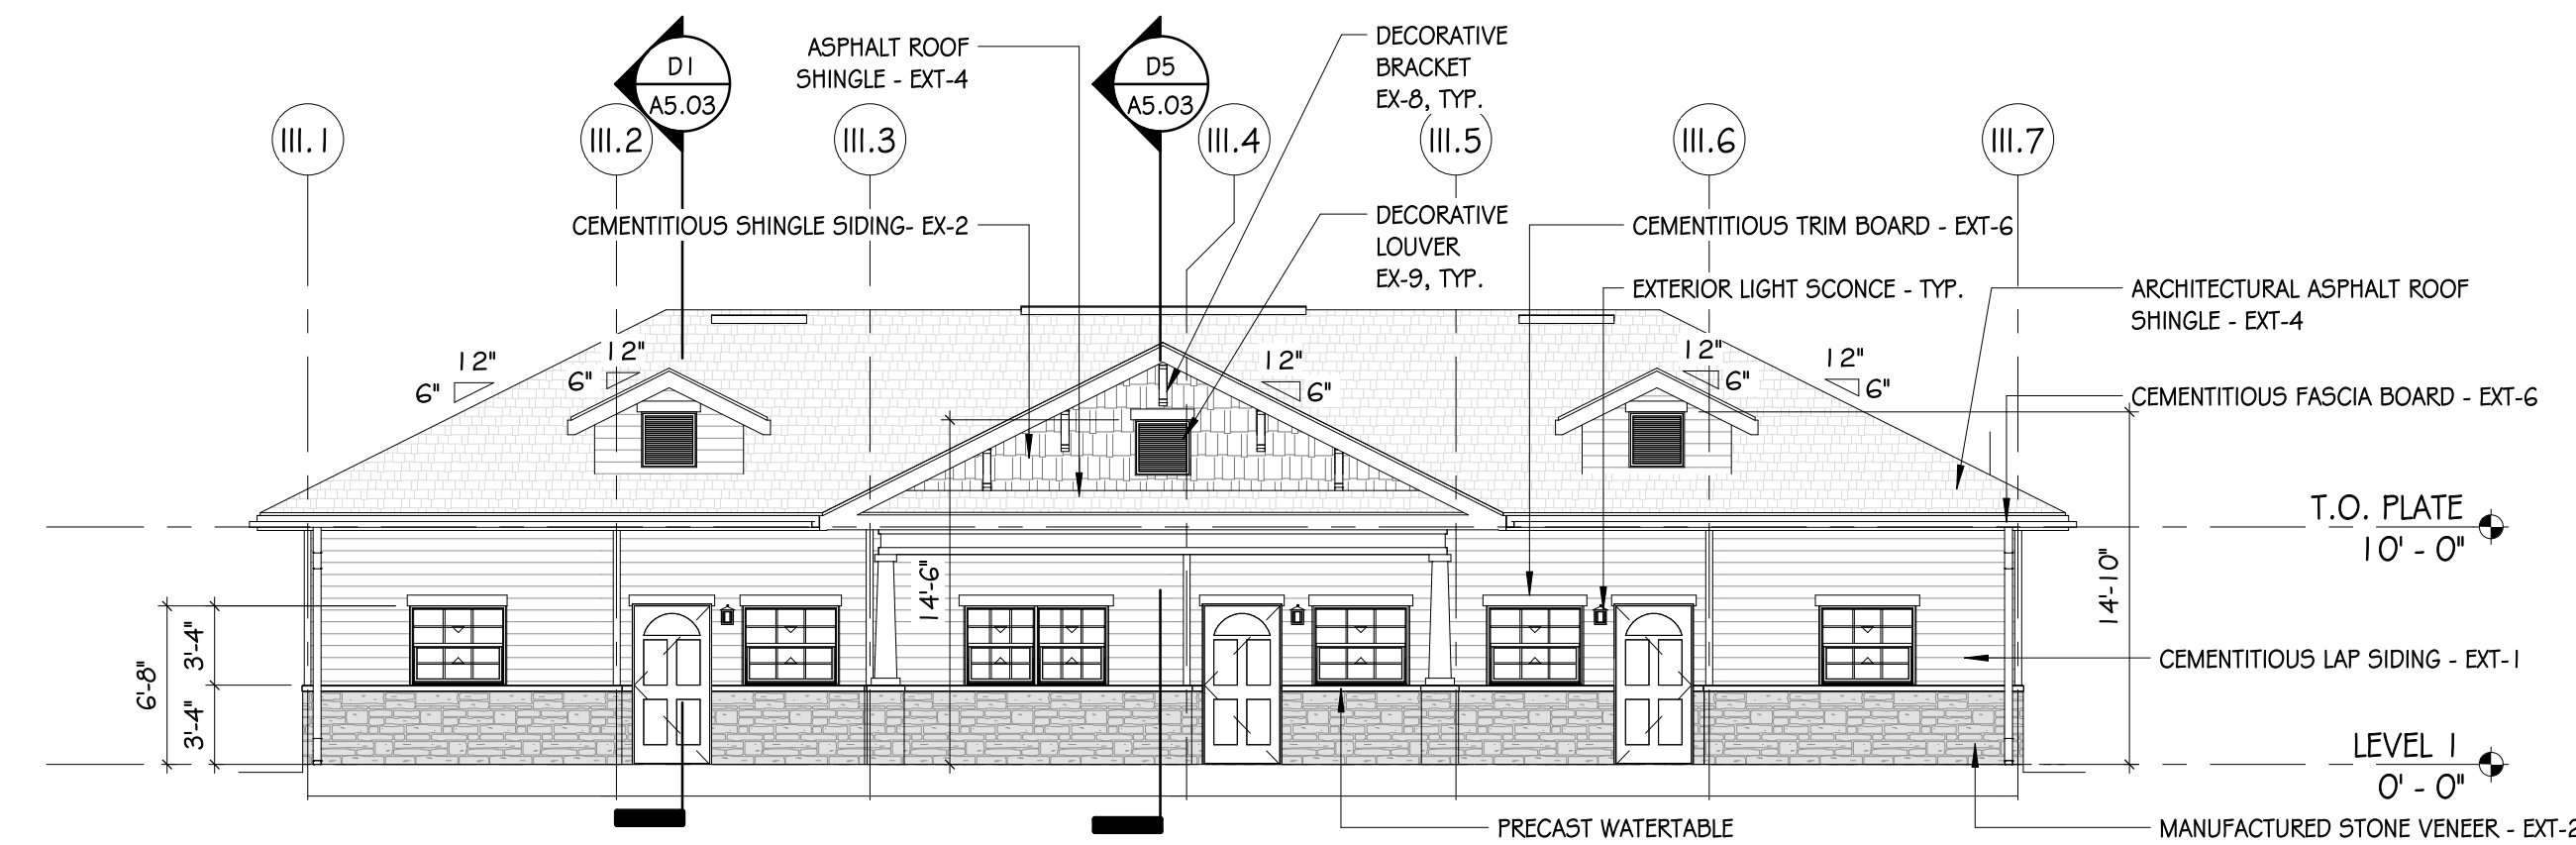 D1
A5.03
D5
A5.03
ASPHALT ROOF
SHINGLE - EXT-4
DECORATIVE
BRACKET
EX-8, TYP.
III.1
III.2
III.3
III.4
III.5
III.6
III.7
CEMENTITIOUS SHINGLE SIDING- EX-2
DECORATIVE
LOUVER
EX-9, TYP.
CEMENTITIOUS TRIM BOARD - EXT-6
EXTERIOR LIGHT SCONCE - TYP.
ARCHITECTURAL ASPHALT ROOF
SHINGLE - EXT-4
12"
6"
12"
6"
12"
6"
12"
6"
12"
6"
CEMENTITIOUS FASCIA BOARD - EXT-6
T.O. PLATE
10' - 0"
14'-6"
14'-10"
6'-8"
3'-4"
3'-4"
CEMENTITIOUS LAP SIDING - EXT-1
LEVEL 1
0' - 0"
PRECAST WATERTABLE
MANUFACTURED STONE VENEER - EXT-2